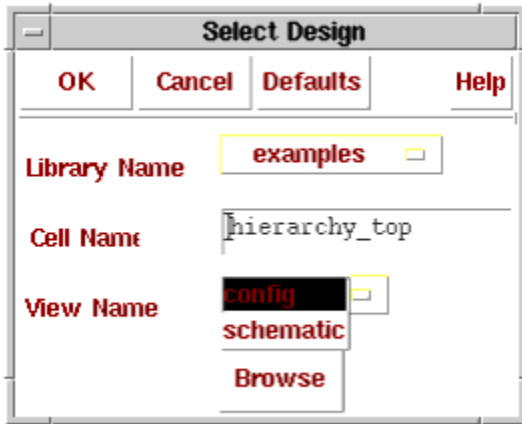 Select Design
OK Cancel Defaults Help
Library Name examples
Cell Name hierarchy_top
View Name config
schematic
Browse